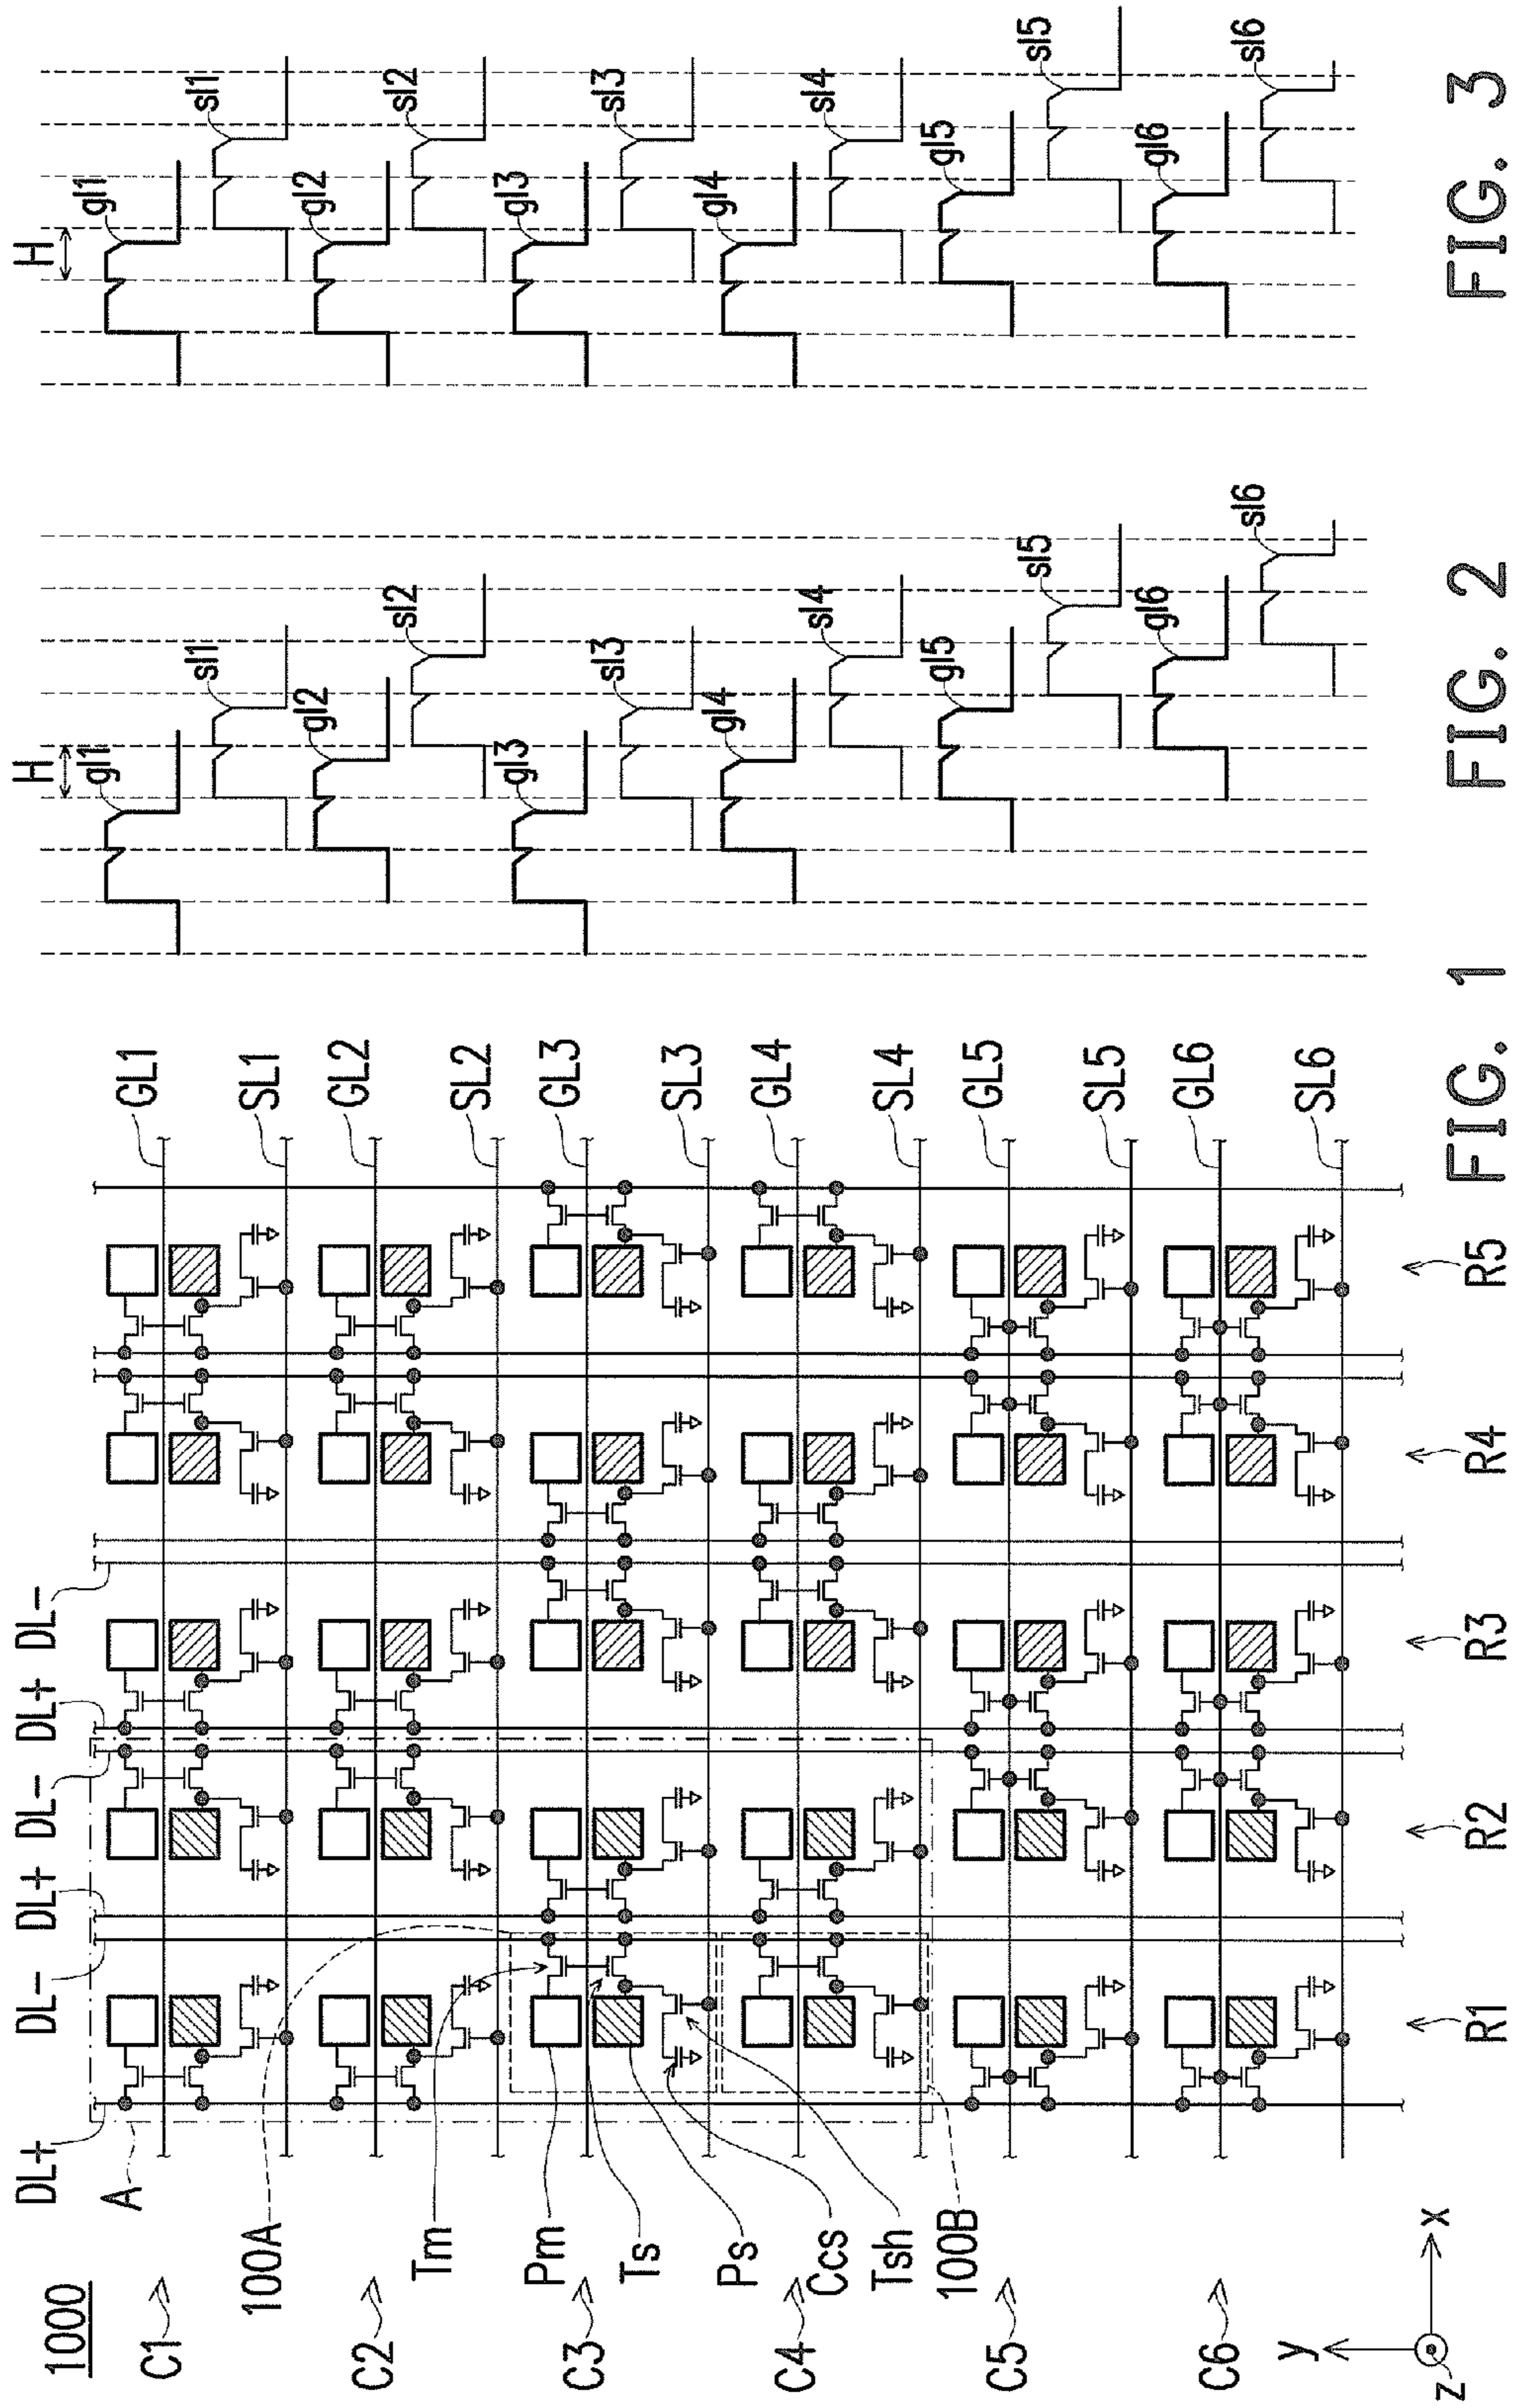 1000
DL+
DL-
DL+
DL-
DL+
DL-
A
C1
C2
C3
C4
C5
C6
100A
Tm
Pm
Ts
Ps
Ccs
Tsh
100B
GL1
SL1
GL2
SL2
GL3
SL3
GL4
SL4
GL5
SL5
GL6
SL6
R1
R2
R3
R4
R5
y
x
z
FIG. 1
H
gl1
sl1
gl2
sl2
gl3
sl3
gl4
sl4
gl5
sl5
gl6
sl6
FIG. 2
H
gl1
sl1
gl2
sl2
gl3
sl3
gl4
sl4
gl5
sl5
gl6
sl6
FIG. 3